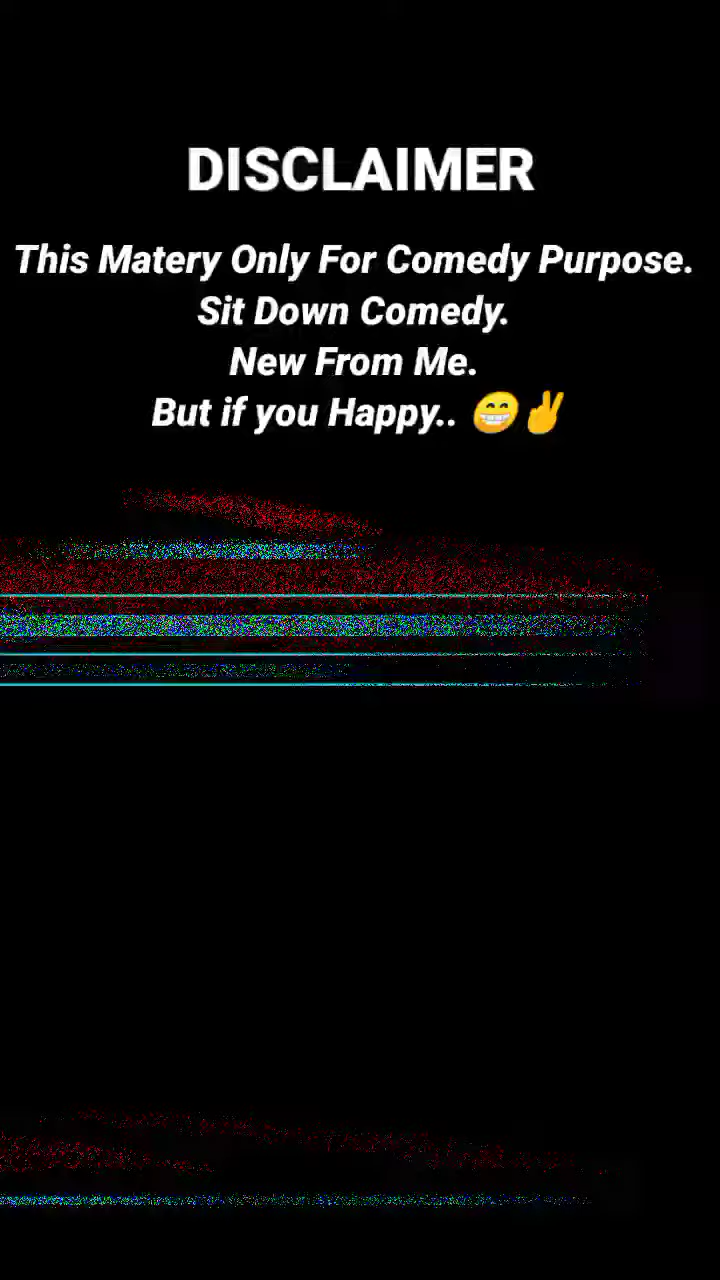 DISCLAIMER
This Matery Only For Comedy Purpose.
Sit Down Comedy.
New From Me.
But if you Happy.. 😁✌